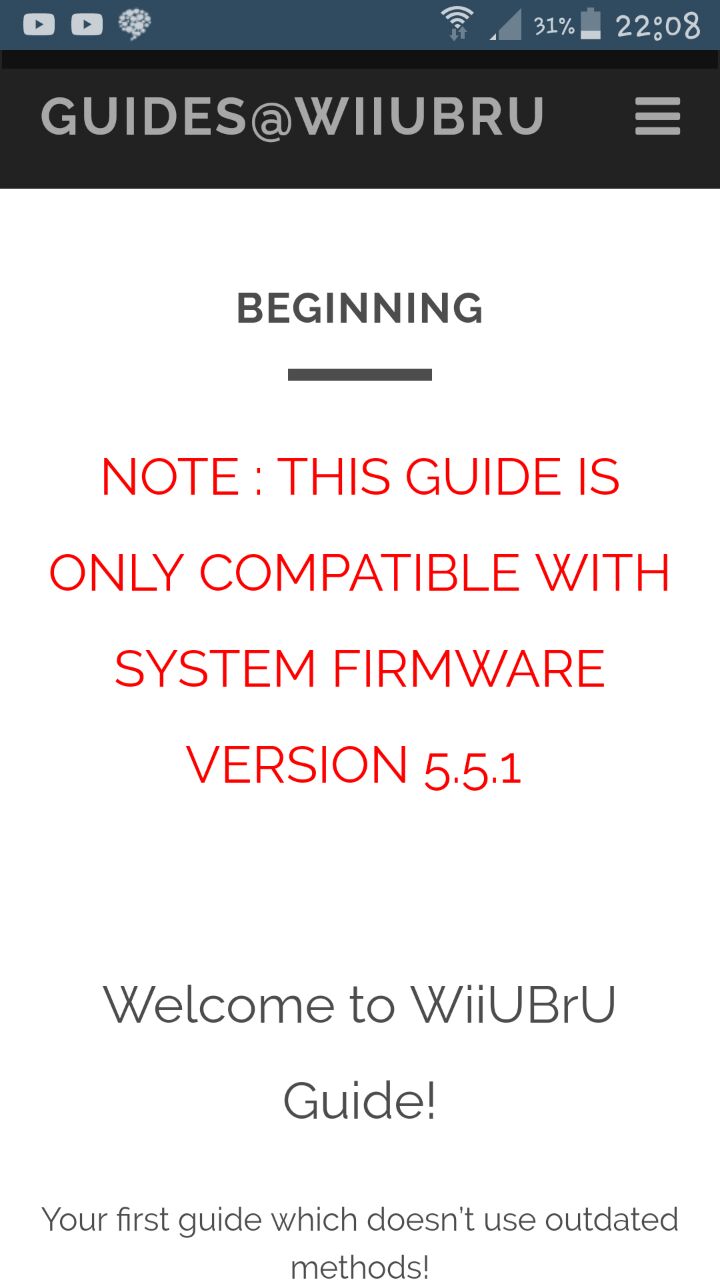 31% 22:08
GUIDES@WIIUBRU
BEGINNING
NOTE : THIS GUIDE IS
ONLY COMPATIBLE WITH
SYSTEM FIRMWARE
VERSION 5.5.1
Welcome to WiiUBrU
Guide!
Your first guide which doesn't use outdated
methods!